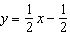 y = 1/2 x - 1/2